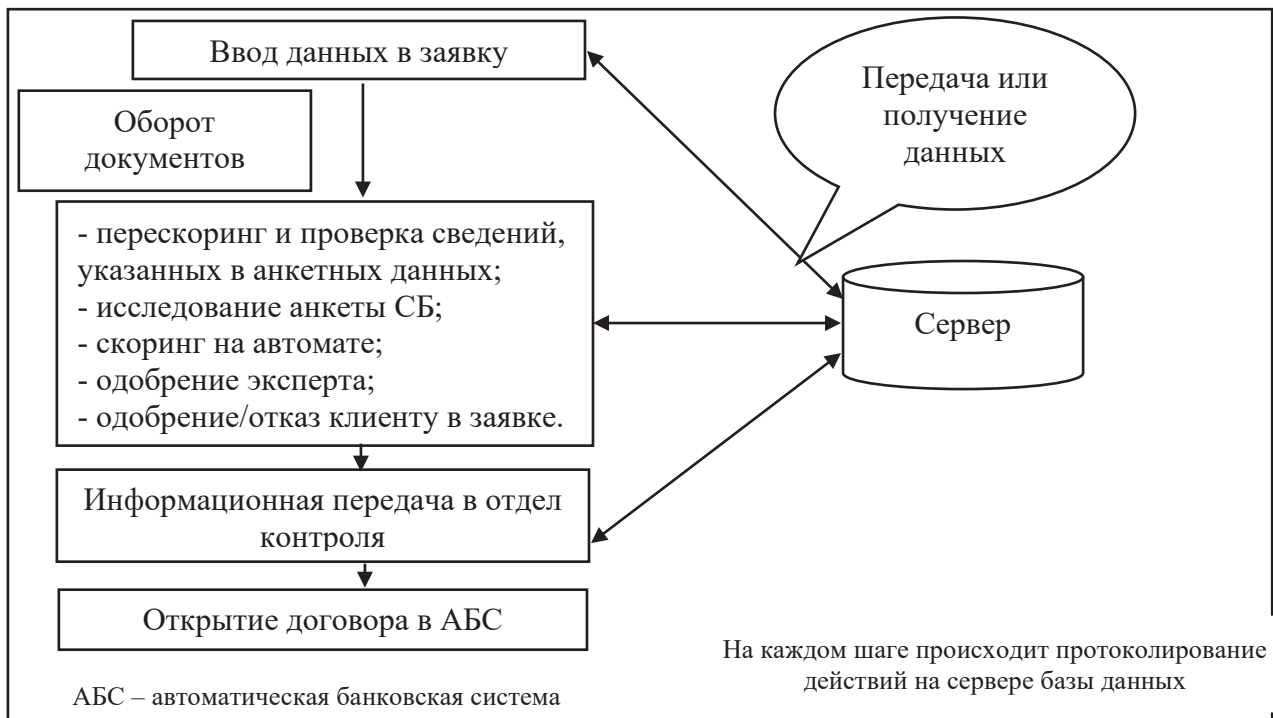 Ввод данных в заявку
Передача или
получение
данных
Оборот
документов
- перескоринг и проверка сведений,
указанных в анкетных данных;
- исследование анкеты СБ;
- скоринг на автомате;
- одобрение эксперта;
- одобрение/отказ клиенту в заявке.
Сервер
Информационная передача в отдел
контроля
Открытие договора в АБС
На каждом шаге происходит протоколирование
действий на сервере базы данных
АБС – автоматическая банковская система